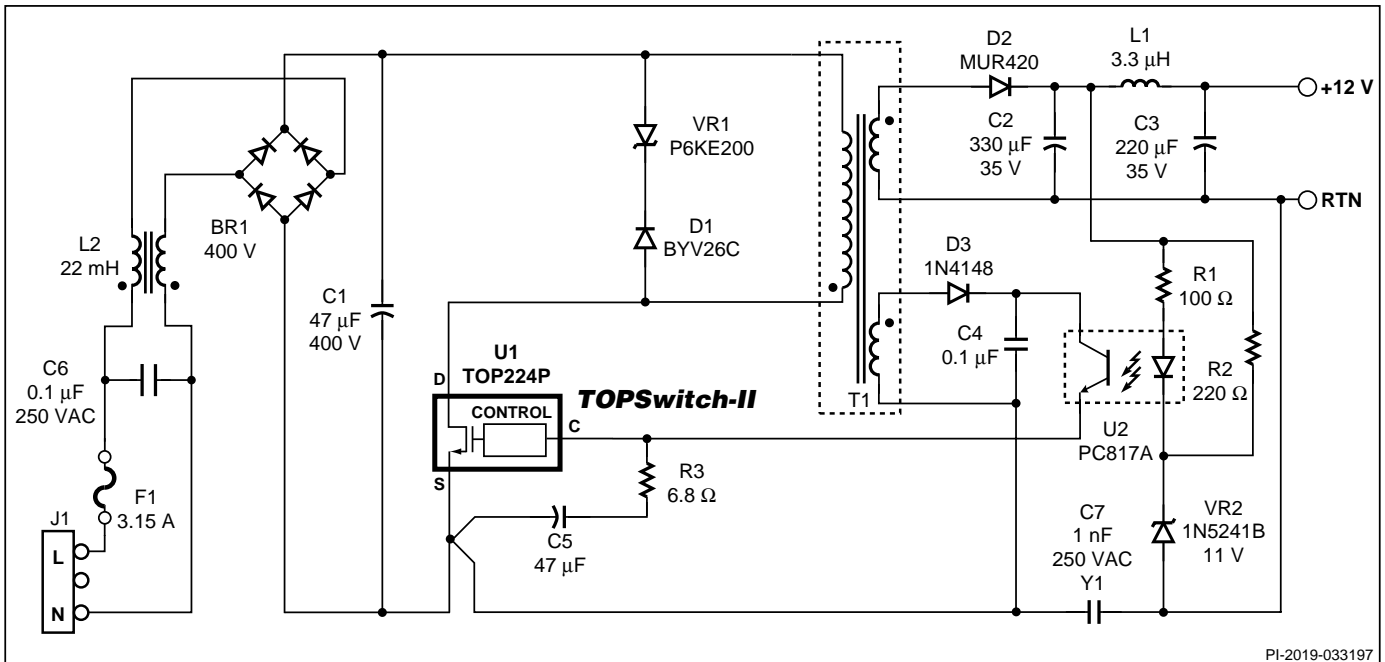 D2
MUR420
L1
3.3 µH
+12 V
C2
330 µF
35 V
C3
220 µF
35 V
RTN
VR1
P6KE200
BR1
400 V
L2
22 mH
D1
BYV26C
D3
1N4148
R1
100 Ω
C1
47 µF
400 V
C4
0.1 µF
R2
220 Ω
U1
TOP224P
D
CONTROL
C
S
TOPSwitch-II
T1
U2
PC817A
C6
0.1 µF
250 VAC
R3
6.8 Ω
F1
3.15 A
J1
L
N
C5
47 µF
C7
1 nF
250 VAC
Y1
VR2
1N5241B
11 V
PI-2019-033197